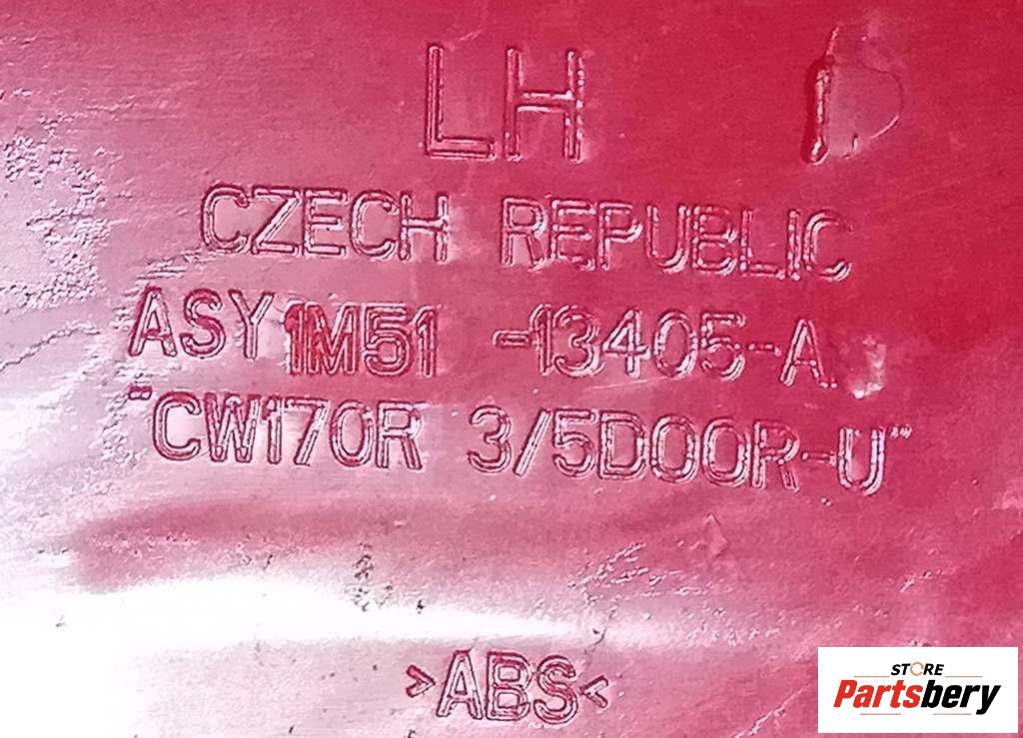 LH
CZECH REPUBLIC
ASY 1M51 -13405-A
"CW170R 3/5DOOR-U"
>ABS<
STORE
Partsbery